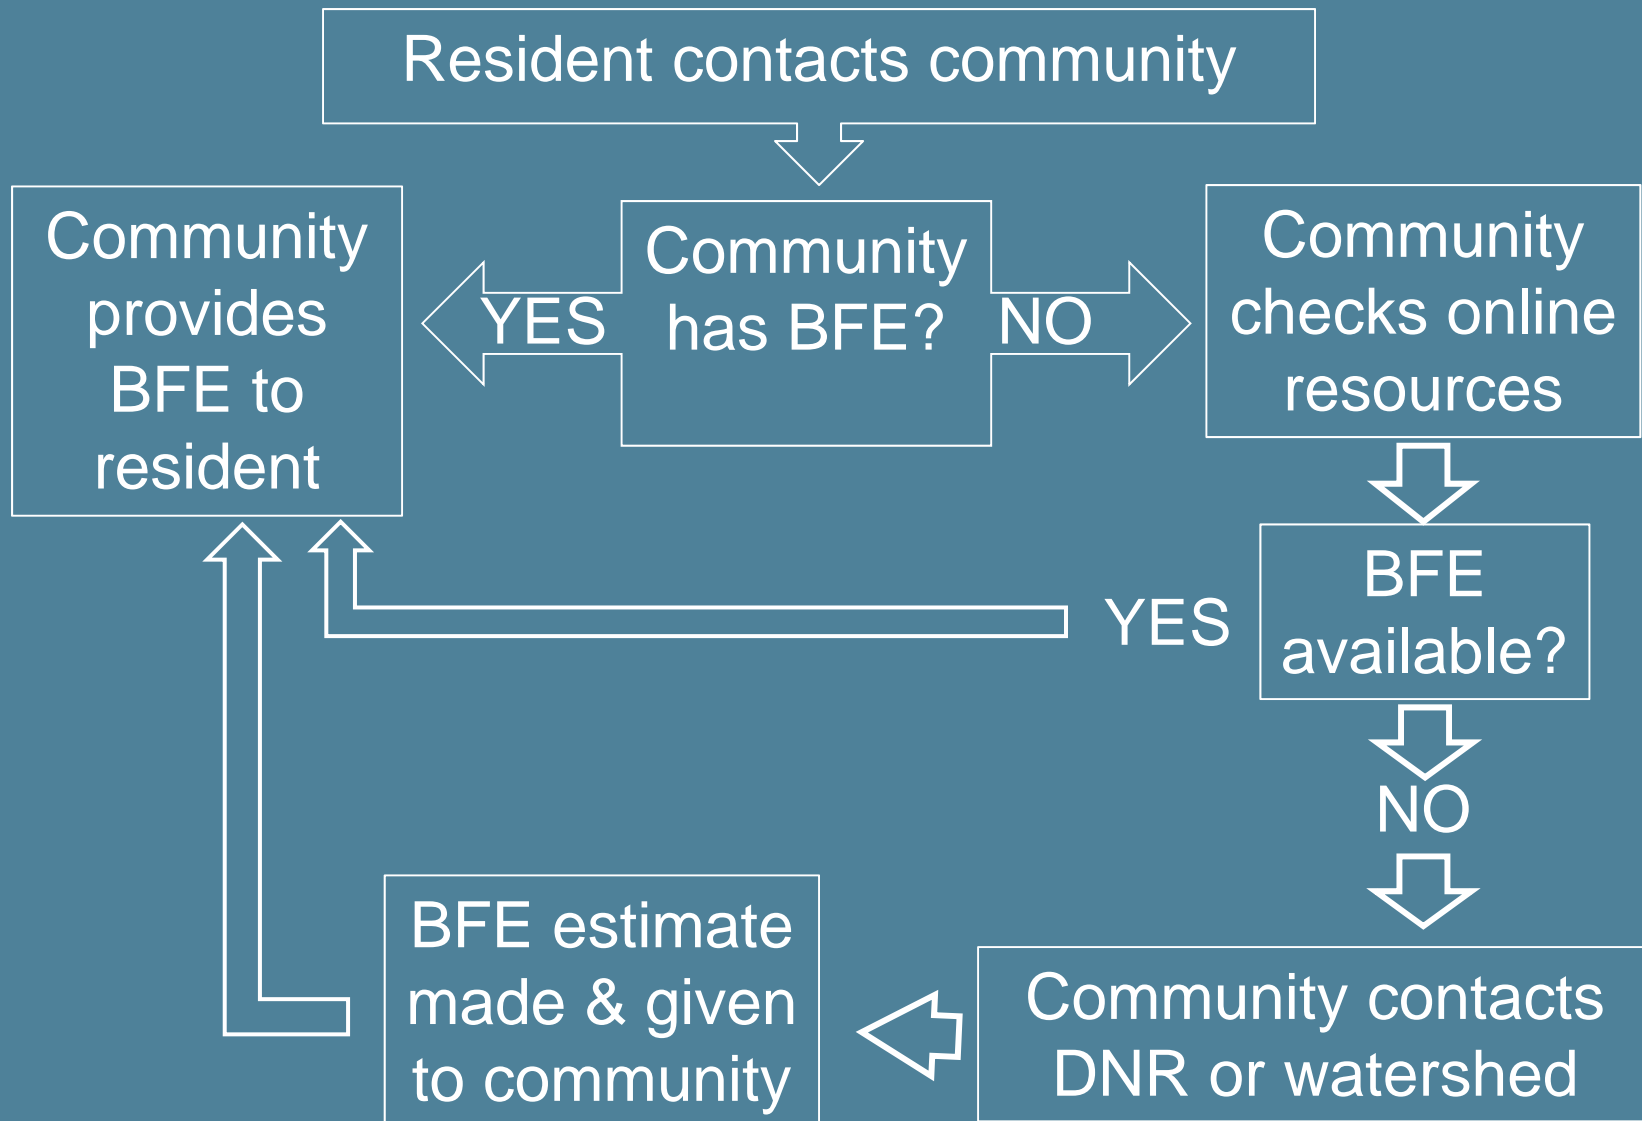 Resident contacts community
Community
provides
BFE to
resident
YES
Community
has BFE?
NO
Community
checks online
resources
BFE
available?
YES
NO
Community contacts
DNR or watershed
BFE estimate
made & given
to community